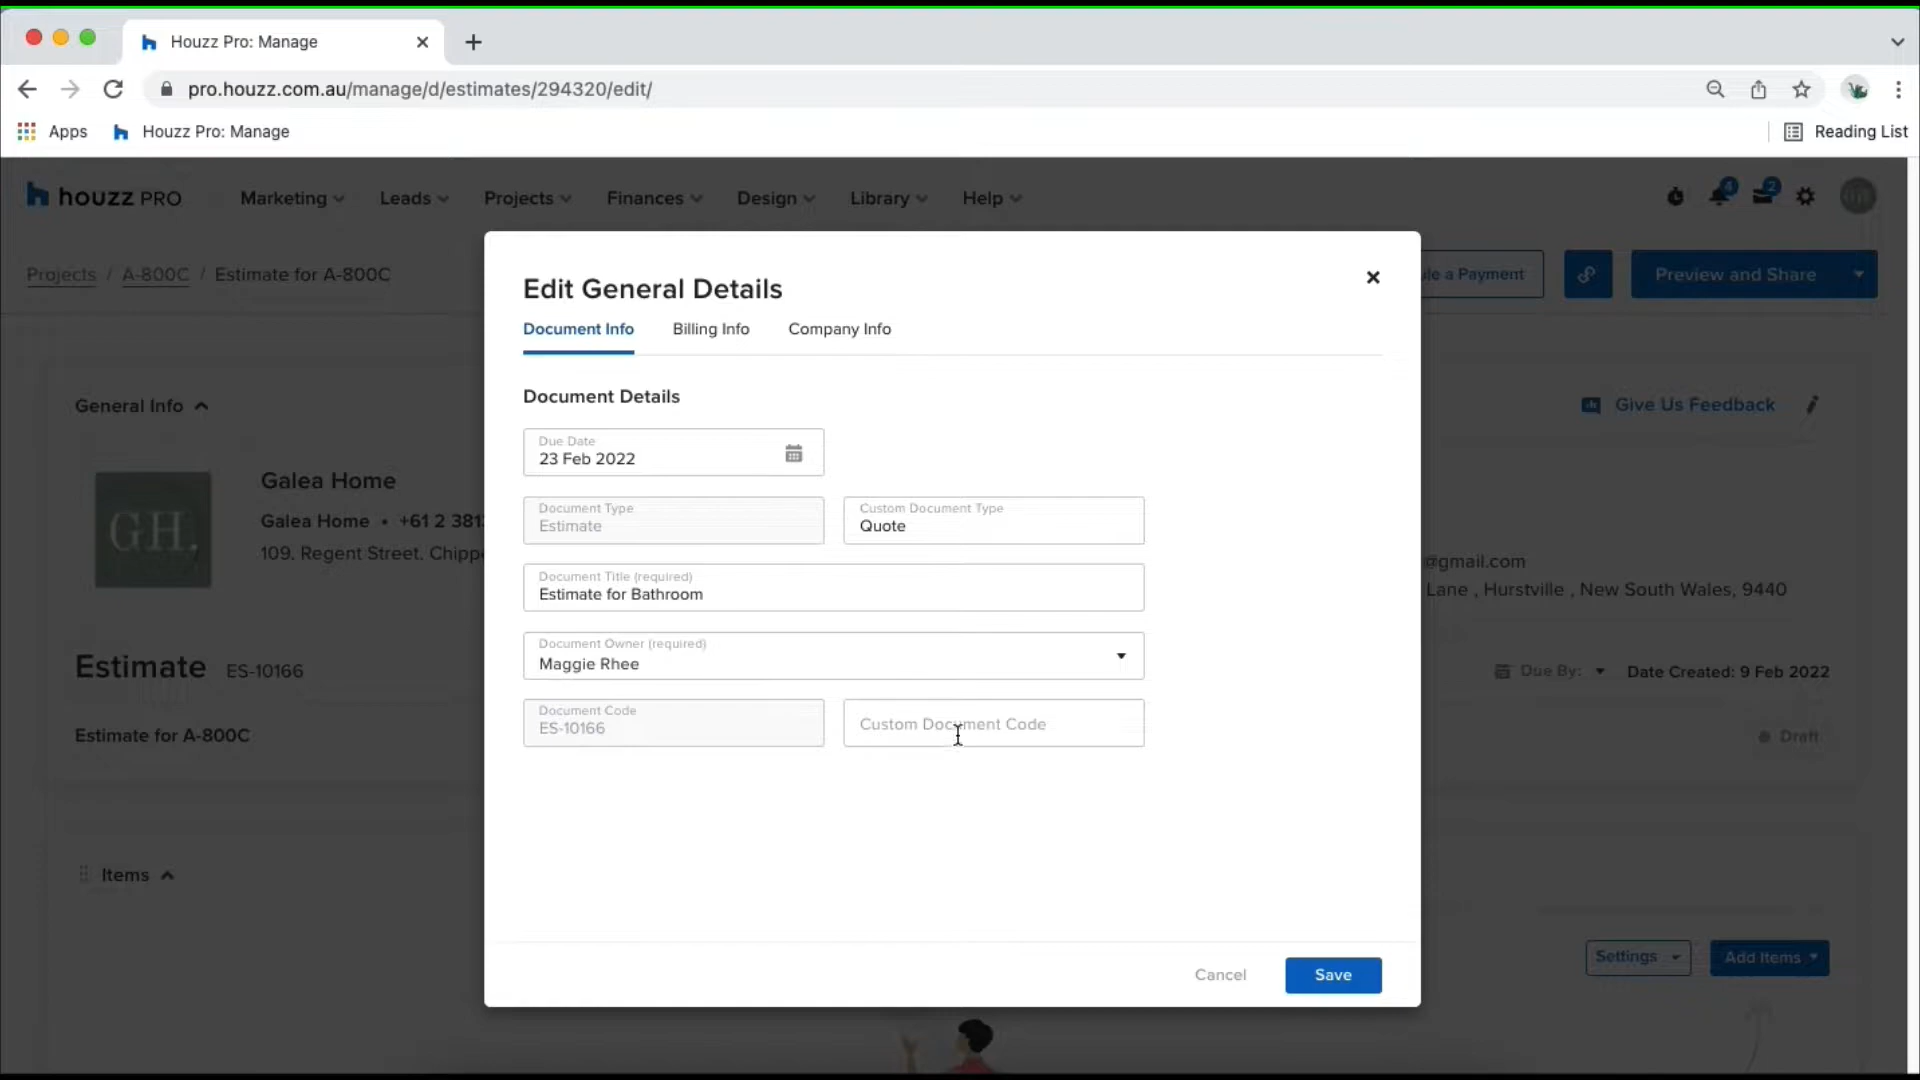 Houzz Pro: Manage
pro.houzz.com.au/manage/d/estimates/294320/edit/
Apps
Houzz Pro: Manage
Reading List
houzz PRO
Marketing
Leads
Projects
Finances
Design
Library
Help
4
2
Projects / A-800C / Estimate for A-800C
le a Payment
Preview and Share
Edit General Details
Document Info
Billing Info
Company Info
General Info
Give Us Feedback
Document Details
Due Date
23 Feb 2022
GH.
Galea Home
Galea Home • +61 2 381
109, Regent Street, Chipp
Document Type
Estimate
Custom Document Type
Quote
@gmail.com
Lane , Hurstville , New South Wales, 9440
Document Title (required)
Estimate for Bathroom
Document Owner (required)
Maggie Rhee
Estimate ES-10166
Due By:
Date Created: 9 Feb 2022
Document Code
ES-10166
Custom Document Code
Estimate for A-800C
Draft
Items
Settings
Add Items
Cancel
Save